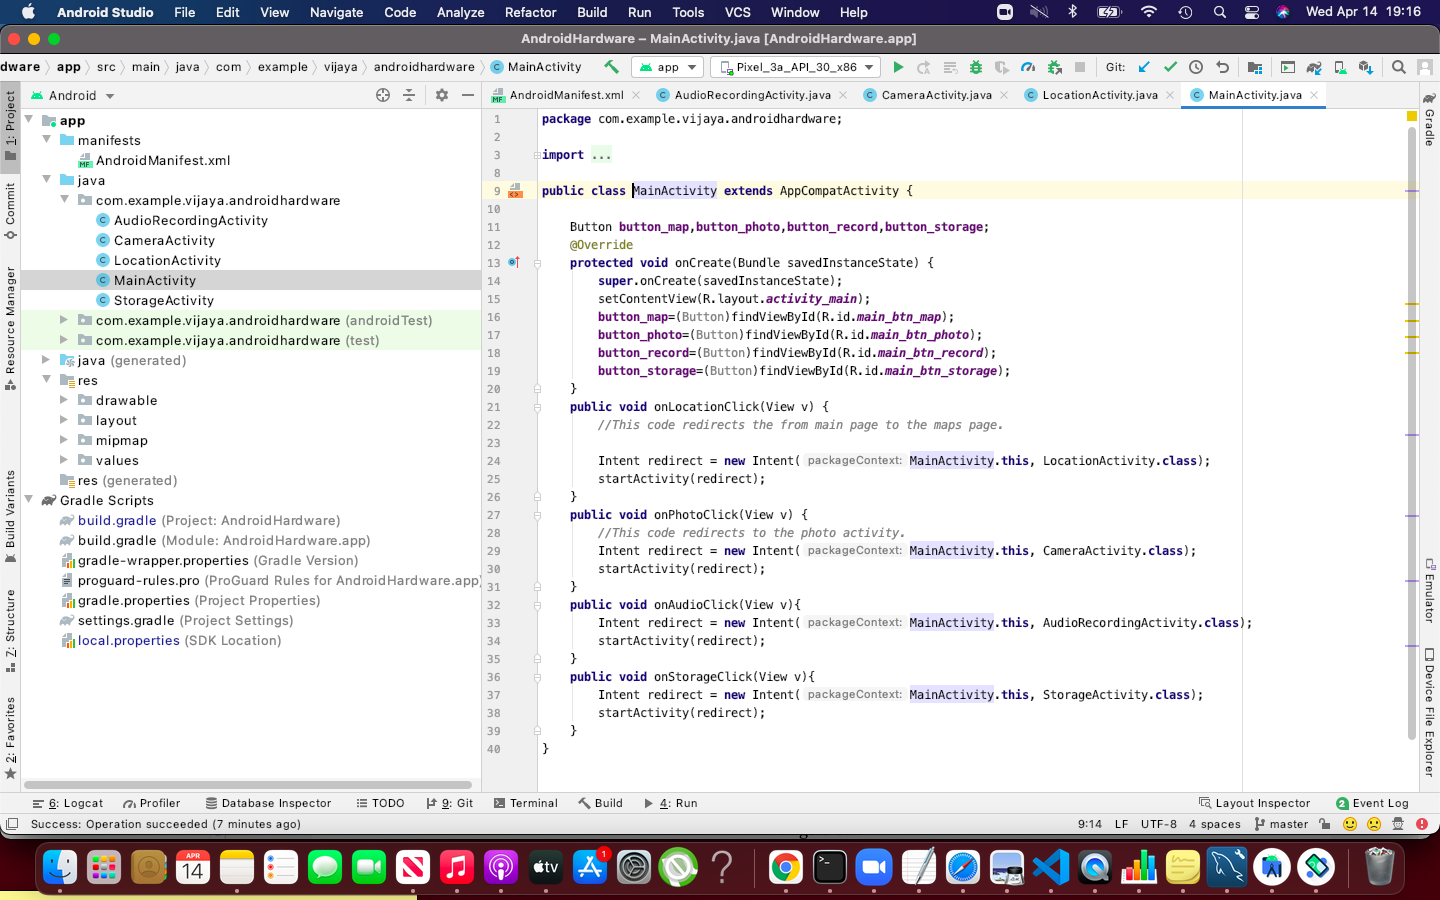 Android Studio File Edit View Navigate Code Analyze Refactor Build Run Tools VCS Window Help Wed Apr 14 19:16
AndroidHardware – MainActivity.java [AndroidHardware.app]
dware app src main java com example vijaya androidhardware MainActivity app Pixel_3a_API_30_x86 Git:
Android
AndroidManifest.xml AudioRecordingActivity.java CameraActivity.java LocationActivity.java MainActivity.java
1: Project
Commit
Resource Manager
Build Variants
7: Structure
2: Favorites
app
manifests
AndroidManifest.xml
java
com.example.vijaya.androidhardware
AudioRecordingActivity
CameraActivity
LocationActivity
MainActivity
StorageActivity
com.example.vijaya.androidhardware (androidTest)
com.example.vijaya.androidhardware (test)
java (generated)
res
drawable
layout
mipmap
values
res (generated)
Gradle Scripts
build.gradle (Project: AndroidHardware)
build.gradle (Module: AndroidHardware.app)
gradle-wrapper.properties (Gradle Version)
proguard-rules.pro (ProGuard Rules for AndroidHardware.app)
gradle.properties (Project Properties)
settings.gradle (Project Settings)
local.properties (SDK Location)
1 package com.example.vijaya.androidhardware;
2
3 import ...
8
9 public class MainActivity extends AppCompatActivity {
10
11 Button button_map,button_photo,button_record,button_storage;
12 @Override
13 protected void onCreate(Bundle savedInstanceState) {
14 super.onCreate(savedInstanceState);
15 setContentView(R.layout.activity_main);
16 button_map=(Button)findViewById(R.id.main_btn_map);
17 button_photo=(Button)findViewById(R.id.main_btn_photo);
18 button_record=(Button)findViewById(R.id.main_btn_record);
19 button_storage=(Button)findViewById(R.id.main_btn_storage);
20 }
21 public void onLocationClick(View v) {
22 //This code redirects the from main page to the maps page.
23
24 Intent redirect = new Intent( packageContext: MainActivity.this, LocationActivity.class);
25 startActivity(redirect);
26 }
27 public void onPhotoClick(View v) {
28 //This code redirects to the photo activity.
29 Intent redirect = new Intent( packageContext: MainActivity.this, CameraActivity.class);
30 startActivity(redirect);
31 }
32 public void onAudioClick(View v){
33 Intent redirect = new Intent( packageContext: MainActivity.this, AudioRecordingActivity.class);
34 startActivity(redirect);
35 }
36 public void onStorageClick(View v){
37 Intent redirect = new Intent( packageContext: MainActivity.this, StorageActivity.class);
38 startActivity(redirect);
39 }
40 }
Gradle
Emulator
Device File Explorer
6: Logcat Profiler Database Inspector TODO 9: Git Terminal Build 4: Run Layout Inspector 2 Event Log
Success: Operation succeeded (7 minutes ago) 9:14 LF UTF-8 4 spaces master
APR
14
tv
1